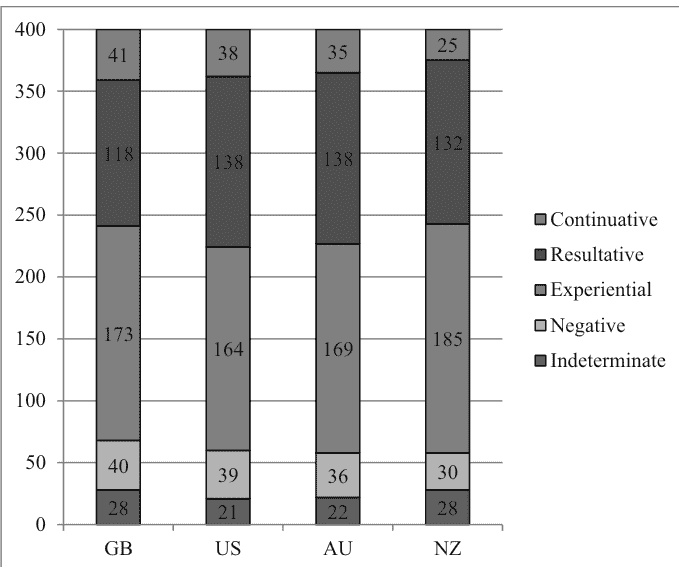 400
350
300
250
200
150
100
50
0
41 38 35 25
118 138 138 132
173 164 169 185
40 39 36 30
28 21 22 28
GB US AU NZ
Continuative
Resultative
Experiential
Negative
Indeterminate